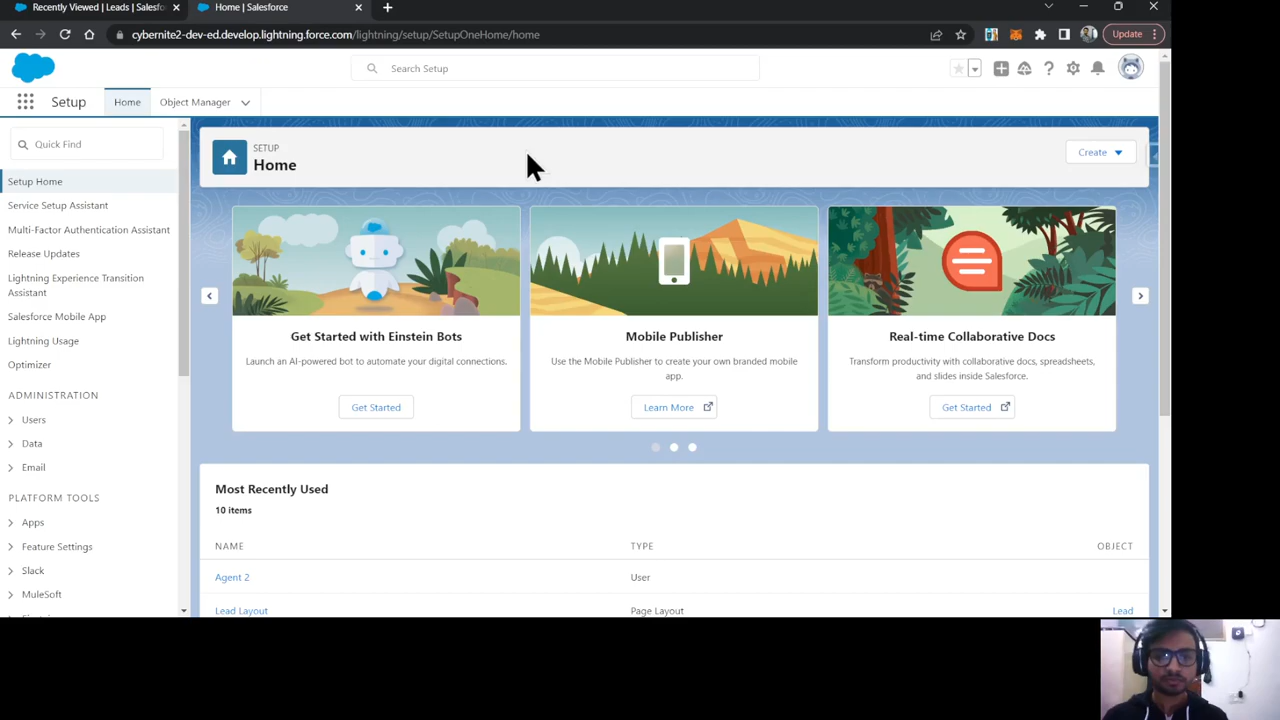 Recently Viewed | Leads | Salesf
Home | Salesforce
cybernite2-dev-ed.develop.lightning.force.com/lightning/setup/SetupOneHome/home
Update
Search Setup
Setup
Home
Object Manager
Quick Find
Setup Home
Service Setup Assistant
Multi-Factor Authentication Assistant
Release Updates
Lightning Experience Transition
Assistant
Salesforce Mobile App
Lightning Usage
Optimizer
ADMINISTRATION
Users
Data
Email
PLATFORM TOOLS
Apps
Feature Settings
Slack
MuleSoft
SETUP
Home
Create
Get Started with Einstein Bots
Launch an AI-powered bot to automate your digital connections.
Get Started
Mobile Publisher
Use the Mobile Publisher to create your own branded mobile
app.
Learn More
Real-time Collaborative Docs
Transform productivity with collaborative docs, spreadsheets,
and slides inside Salesforce.
Get Started
Most Recently Used
10 items
NAME TYPE OBJECT
Agent 2 User
Lead Layout Page Layout Lead